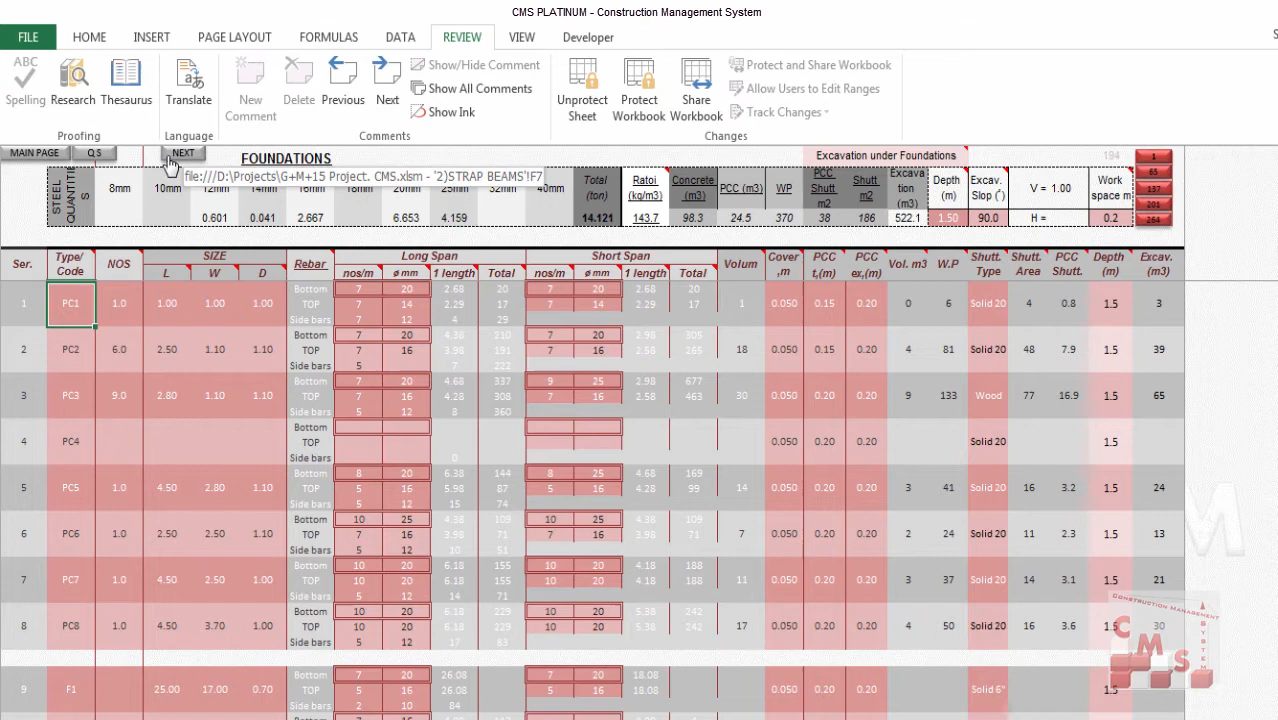 CMS PLATINUM - Construction Management System
FILE HOME INSERT PAGE LAYOUT FORMULAS DATA REVIEW VIEW Developer
ABC Show/Hide Comment Protect and Share Workbook
Show All Comments Allow Users to Edit Ranges
Spelling Research Thesaurus Translate New Comment Delete Previous Next Show Ink Unprotect Sheet Protect Workbook Share Workbook Track Changes
Proofing Language Comments Changes
MAIN PAGE Q S NEXT FOUNDATIONS Excavation under Foundations 194 1
file:///D:\Projects\G+M+15 Project. CMS.xlsm - '2)STRAP BEAMS'!F7
STEEL QUANTITIES 8mm 10mm 12mm 14mm 16mm Total (ton) Ratoi (kg/m3) Concrete (m3) PCC (m3) WP PCC Shutt m2 Shutt m2 Excavation (m3) Depth (m) Excav. Slop (˚) V = 1.00 Work space m 65 137
0.601 0.041 2.667 6.653 4.159 14.121 143.7 98.3 24.5 370 38 186 522.1 1.50 90.0 H = 0.2 201 264
Ser. Type/Code NOS SIZE Rebar Long Span Short Span Volum Cover ,m PCC t,(m) PCC ex,(m) Vol. m3 W.P Shutt. Type Shutt. Area PCC Shutt. Depth (m) Excav. (m3)
L W D nos/m ø mm 1 length Total nos/m ø mm 1 length Total
Bottom 7 20 2.68 20 7 20 2.68 20
1 PC1 1.0 1.00 1.00 1.00 TOP 7 14 2.29 17 7 14 2.29 17 1 0.050 0.15 0.20 0 6 Solid 20 4 0.8 1.5 3
Side bars 7 12 4 29
Bottom 7 20 4.38 210 7 20 2.98 305
2 PC2 6.0 2.50 1.10 1.10 TOP 7 16 3.98 191 7 16 2.58 265 18 0.050 0.15 0.20 4 81 Solid 20 48 7.9 1.5 39
Side bars 5 7 222
Bottom 7 20 4.68 337 9 25 2.98 677
3 PC3 9.0 2.80 1.10 1.10 TOP 7 16 4.28 308 7 16 2.58 463 30 0.050 0.20 0.20 9 133 Wood 77 16.9 1.5 65
Side bars 5 12 8 360
Bottom
4 PC4 TOP 0.050 0.20 0.20 Solid 20 1.5
Side bars 0
Bottom 8 20 6.38 144 8 25 4.68 169
5 PC5 1.0 4.50 2.80 1.10 TOP 5 16 5.98 87 5 16 4.28 99 14 0.050 0.20 0.20 3 41 Solid 20 16 3.2 1.5 24
Side bars 5 12 15 74
Bottom 10 25 4.38 109 10 25 4.38 109
6 PC6 1.0 2.50 2.50 1.10 TOP 7 16 3.98 71 7 16 3.98 71 7 0.050 0.20 0.20 2 24 Solid 20 11 2.3 1.5 13
Side bars 5 12 10 51
Bottom 10 20 6.18 155 10 20 4.18 188
7 PC7 1.0 4.50 2.50 1.00 TOP 10 20 6.18 155 10 20 4.18 188 11 0.050 0.20 0.20 3 37 Solid 20 14 3.1 1.5 21
Side bars 5 12 14 71
Bottom 10 20 6.18 229 10 20 5.38 242
8 PC8 1.0 4.50 3.70 1.00 TOP 10 20 6.18 229 10 20 5.38 242 17 0.050 0.20 0.20 4 50 Solid 20 16 3.6 1.5 30
Side bars 5 12 17 83
Bottom 7 20 26.08 7 20 18.08
9 F1 25.00 17.00 0.70 TOP 5 16 26.08 5 16 18.08 0.050 0.20 0.20 Solid 6" 1.5
Side bars 2 10 84
CONSTRUCTION MANAGEMENT SYSTEM
CMS
M